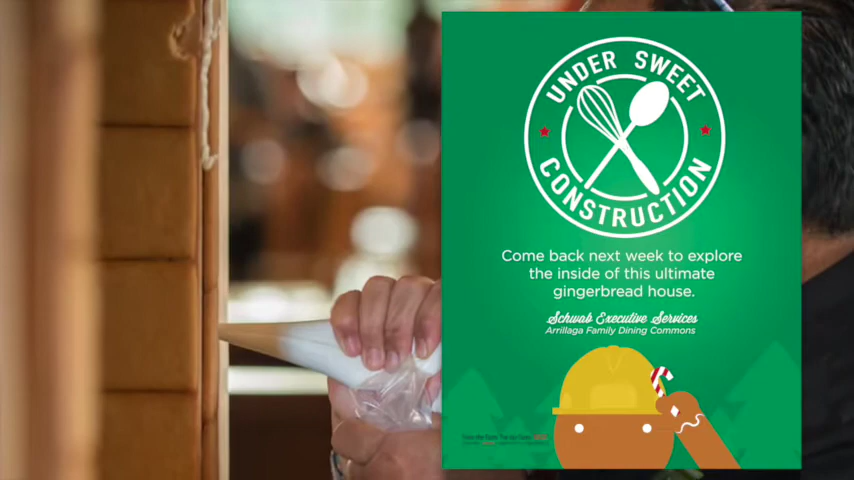 UNDER SWEET
CONSTRUCTION
Come back next week to explore
the inside of this ultimate
gingerbread house.
Schwab Executive Services
Arrillaga Family Dining Commons